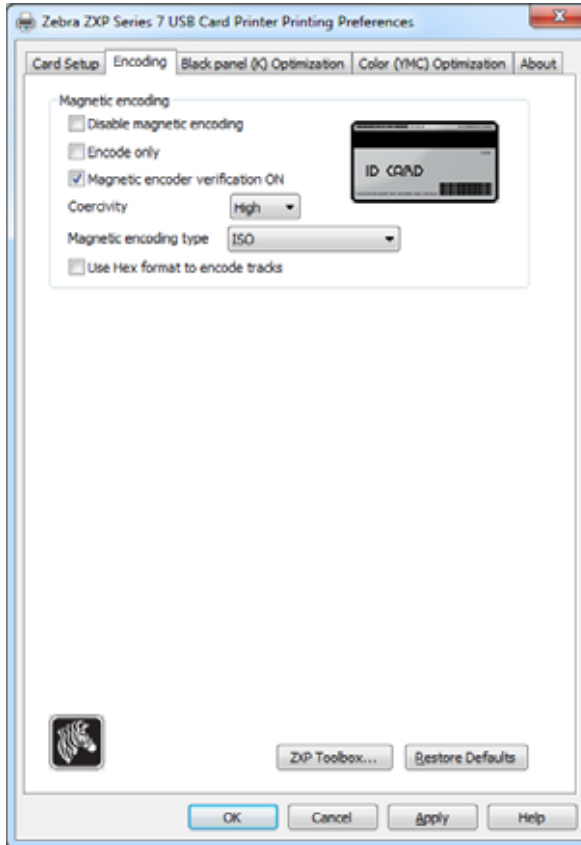 Zebra ZXP Series 7 USB Card Printer Printing Preferences
Card Setup Encoding Black panel (K) Optimization Color (YMC) Optimization About
Magnetic encoding
Disable magnetic encoding
Encode only
ID CARD
Magnetic encoder verification ON
Coercivity High
Magnetic encoding type ISO
Use Hex format to encode tracks
ZXP Toolbox... Restore Defaults
OK Cancel Apply Help